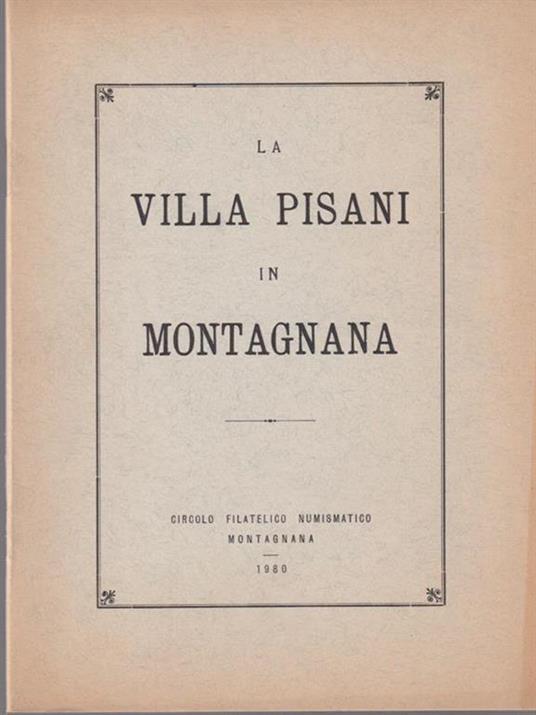 LA
VILLA PISANI
IN
MONTAGNANA
CIRCOLO FILATELICO NUMISMATICO
MONTAGNANA
1980